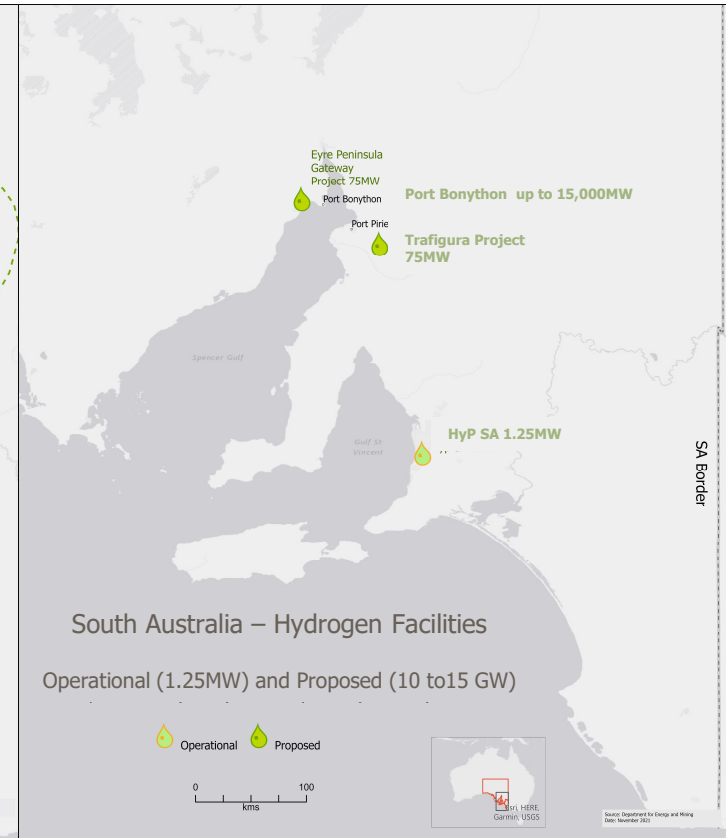 Eyre Peninsula
Gateway
Project 75MW
Port Bonython
Port Bonython up to 15,000MW
Port Pirie
Trafigura Project
75MW
Spencer Gulf
HyP SA 1.25MW
Gulf St
Vincent
SA Border
South Australia – Hydrogen Facilities
Operational (1.25MW) and Proposed (10 to15 GW)
Operational
Proposed
0 100
kms
Esri, HERE,
Garmin, USGS
Source: Department for Energy and Mining
Date: November 2021